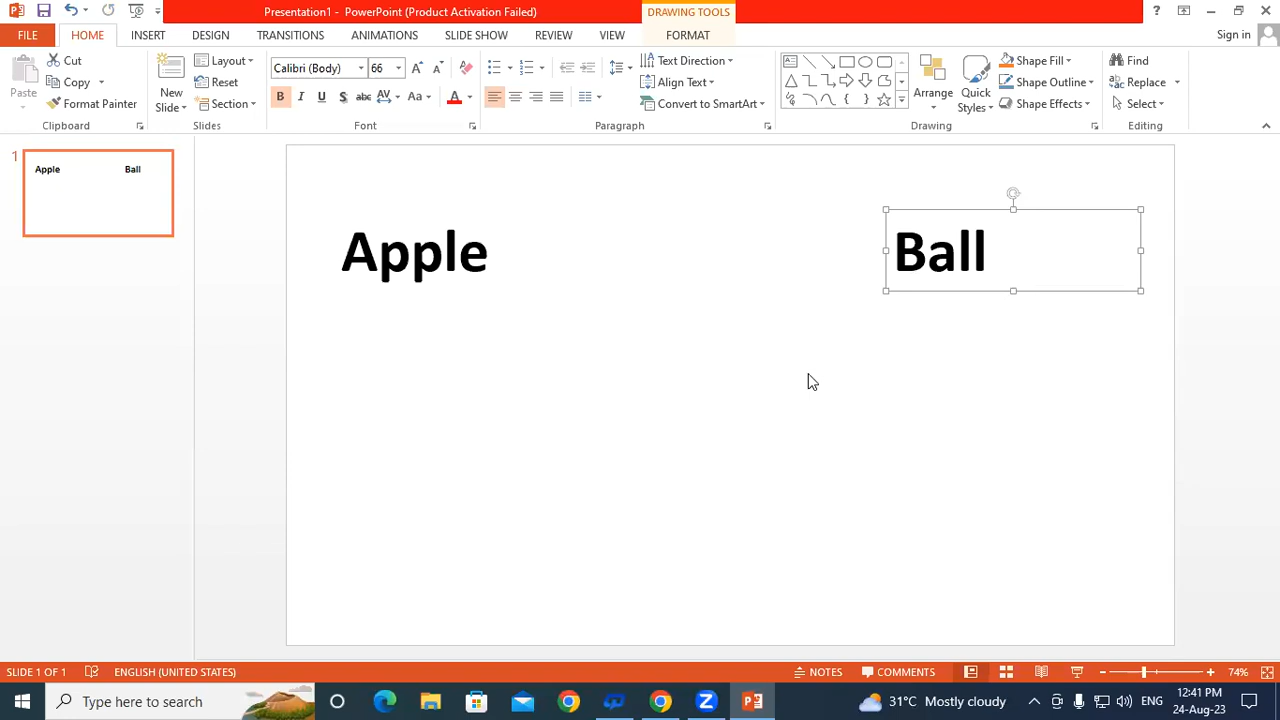 Presentation1 - PowerPoint (Product Activation Failed)
DRAWING TOOLS
?
FILE HOME INSERT DESIGN TRANSITIONS ANIMATIONS SLIDE SHOW REVIEW VIEW FORMAT Sign in
Paste
Cut
Copy
Format Painter
Clipboard
New Slide
Layout
Reset
Section
Slides
Calibri (Body) 66
B I U S abc AV Aa A
Font
Text Direction
Align Text
Convert to SmartArt
Paragraph
Arrange
Quick Styles
Shape Fill
Shape Outline
Shape Effects
Drawing
Find
Replace
Select
Editing
1
Apple Ball
Apple Ball
SLIDE 1 OF 1 ENGLISH (UNITED STATES) NOTES COMMENTS 74%
Type here to search
31°C Mostly cloudy
ENG
12:41 PM
24-Aug-23